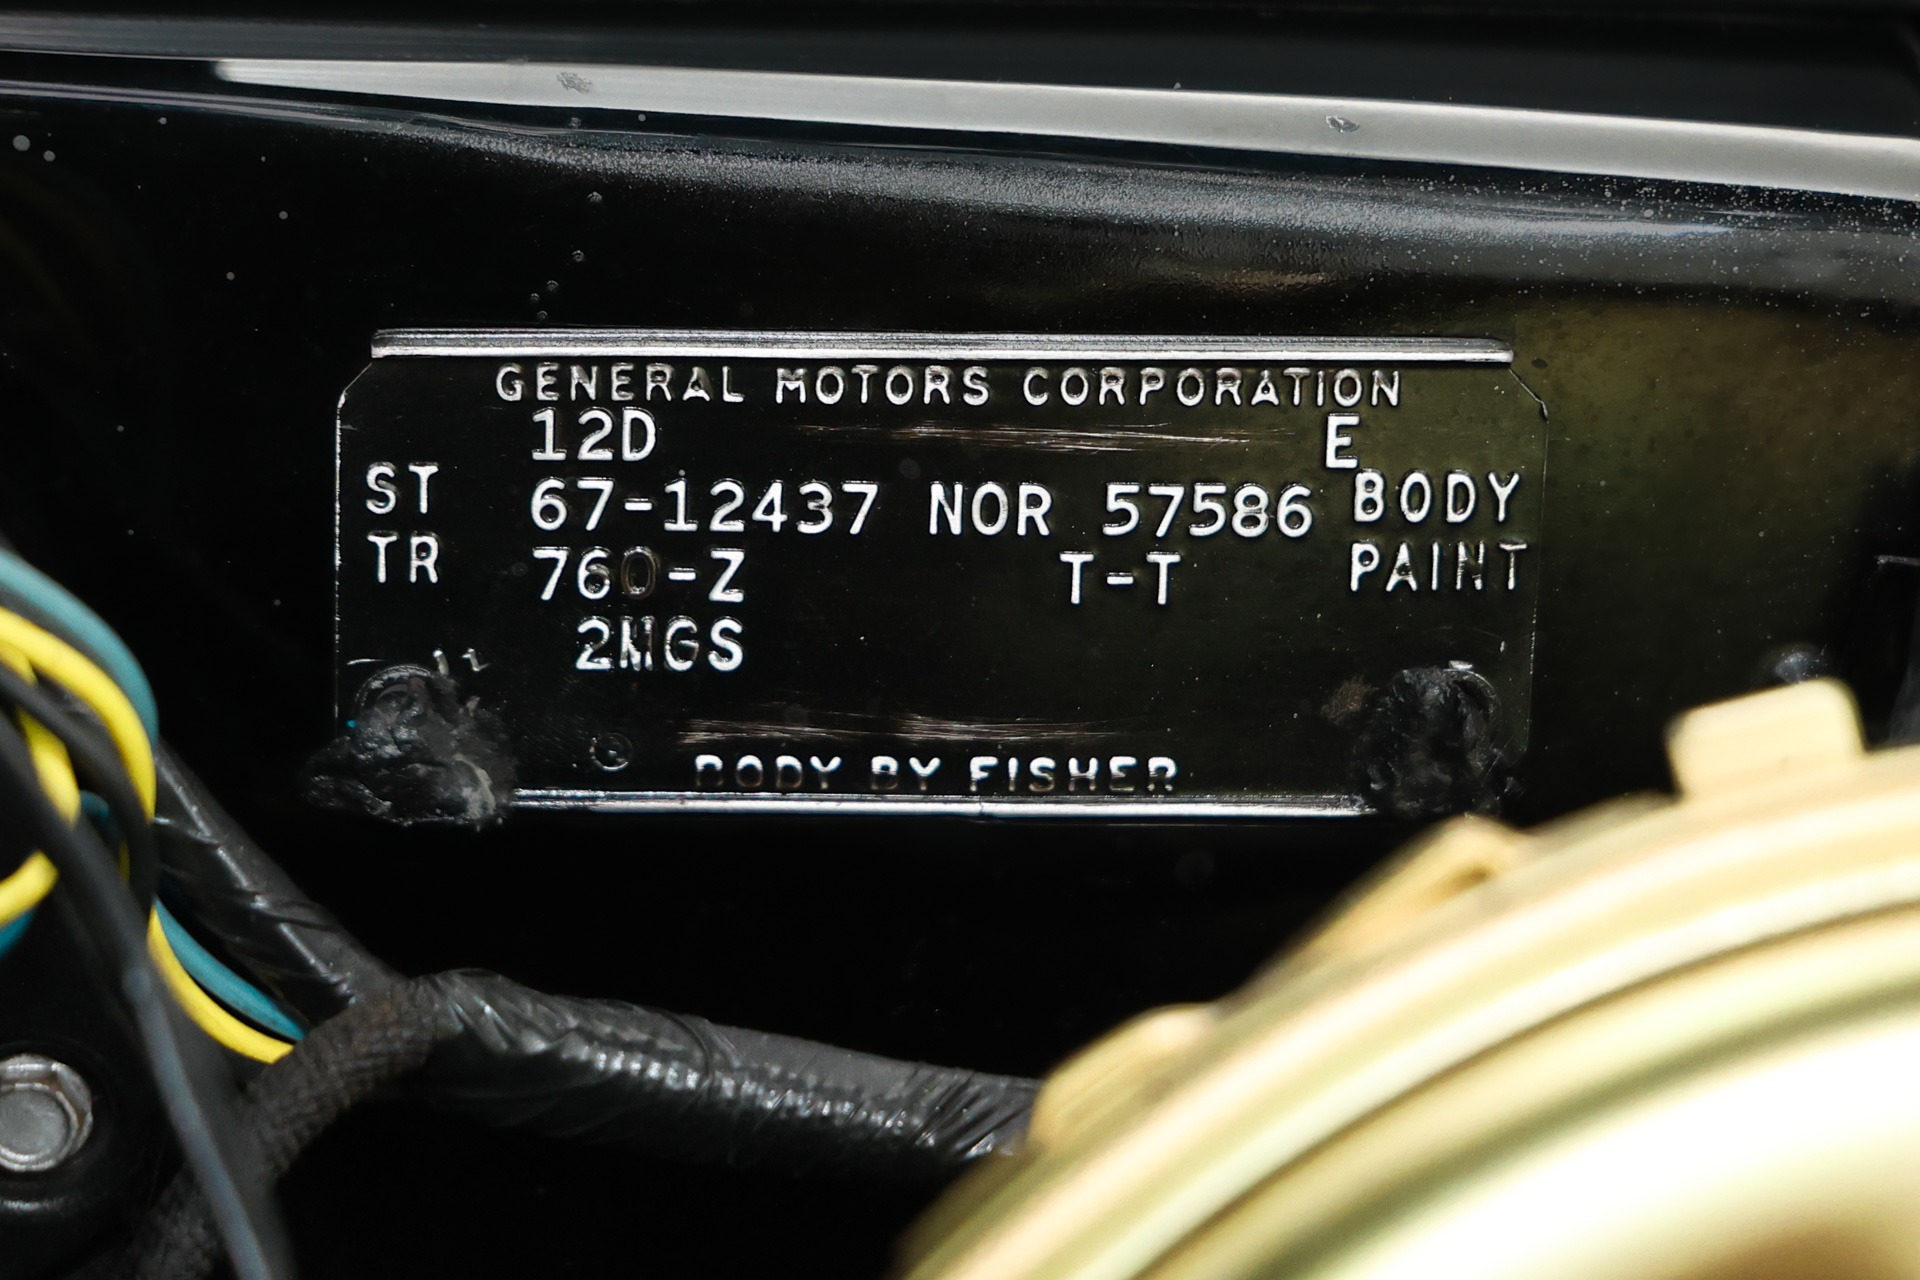 GENERAL MOTORS CORPORATION
12D E
ST 67-12437 NOR 57586 BODY
TR 760-Z T-T PAINT
2MGS
BODY BY FISHER